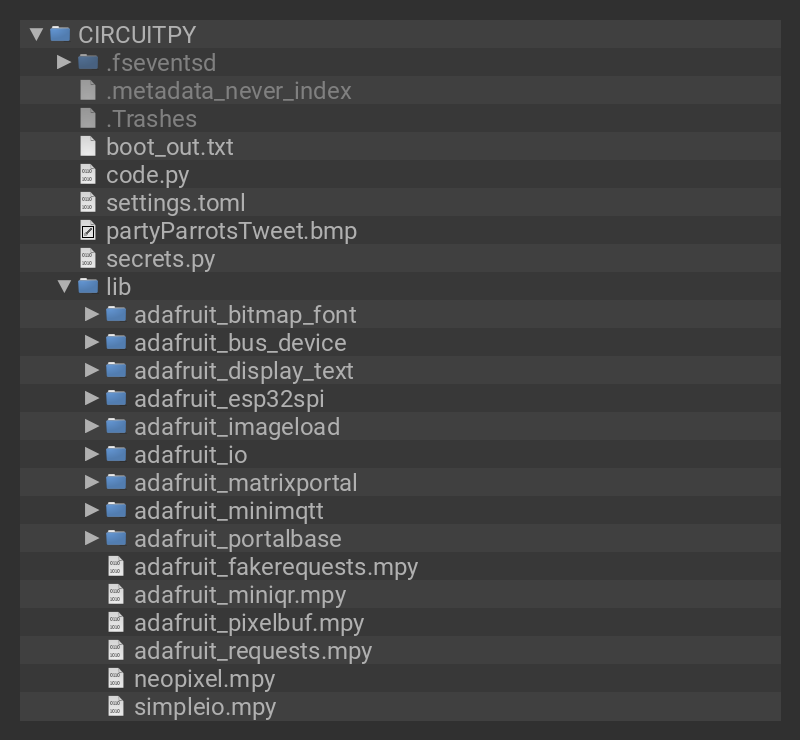 CIRCUITPY
.fseventsd
.metadata_never_index
.Trashes
boot_out.txt
code.py
settings.toml
partyParrotsTweet.bmp
secrets.py
lib
adafruit_bitmap_font
adafruit_bus_device
adafruit_display_text
adafruit_esp32spi
adafruit_imageload
adafruit_io
adafruit_matrixportal
adafruit_minimqtt
adafruit_portalbase
adafruit_fakerequests.mpy
adafruit_miniqr.mpy
adafruit_pixelbuf.mpy
adafruit_requests.mpy
neopixel.mpy
simpleio.mpy